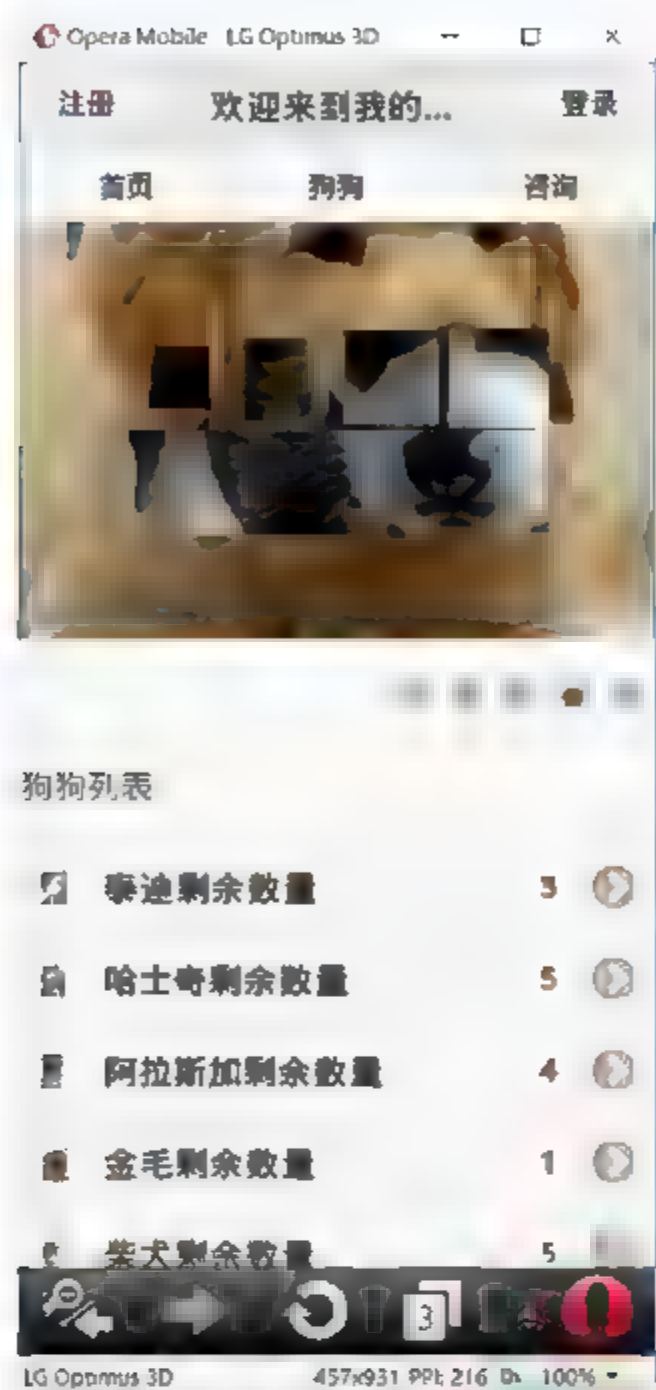 Opera Mobile LG Optimus 3D
注册 欢迎来到我的... 登录
首页 狗狗 咨询
狗狗列表
泰迪剩余数量 3
哈士奇剩余数量 5
阿拉斯加剩余数量 4
金毛剩余数量 1
柴犬剩余数量 5
3
LG Optimus 3D 457x931 PPI: 216 100%